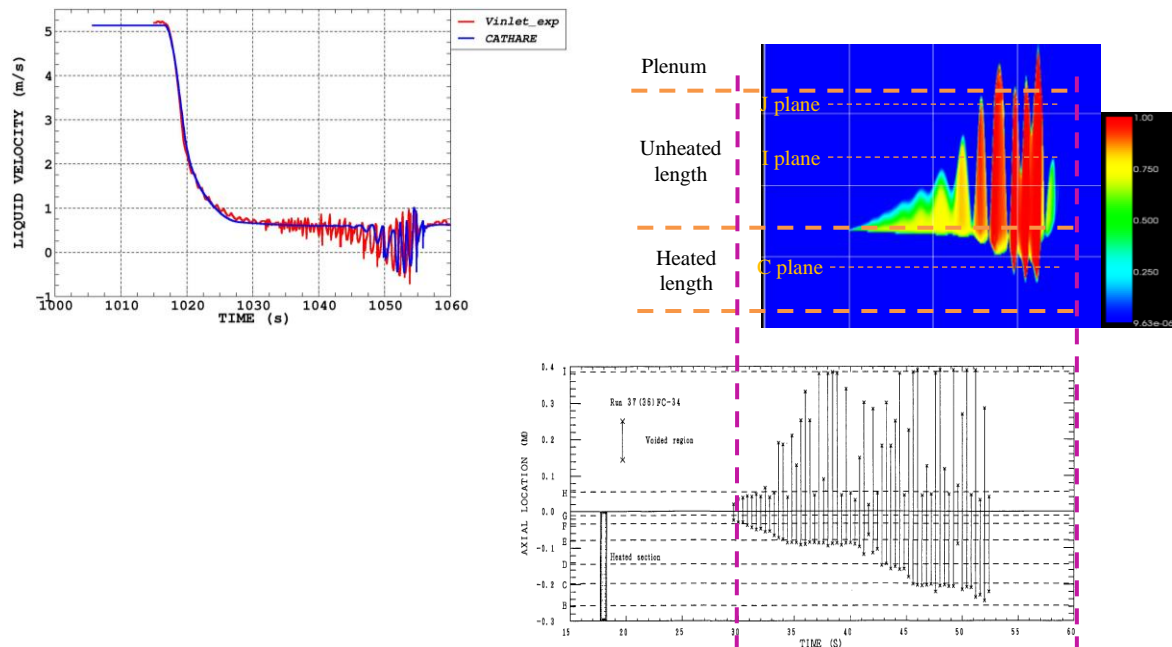 Vinlet_exp
CATHARE
LIQUID VELOCITY (m/s)
5
4
3
2
1
0
-1
1000 1010 1020 1030 1040 1050 1060
TIME (s)
Plenum
J plane
Unheated
length
I plane
Heated
length
C plane
1.00
0.750
0.500
0.250
9.63e-06
AXIAL LOCATION (M)
0.4
0.3
0.2
0.1
0.0
-0.1
-0.2
-0.3
I
H
G
F
E
D
C
B
Run 37(35)FC-34
Voided region
Heated section
15 20 25 30 35 40 45 50 55 60
TIME (S)